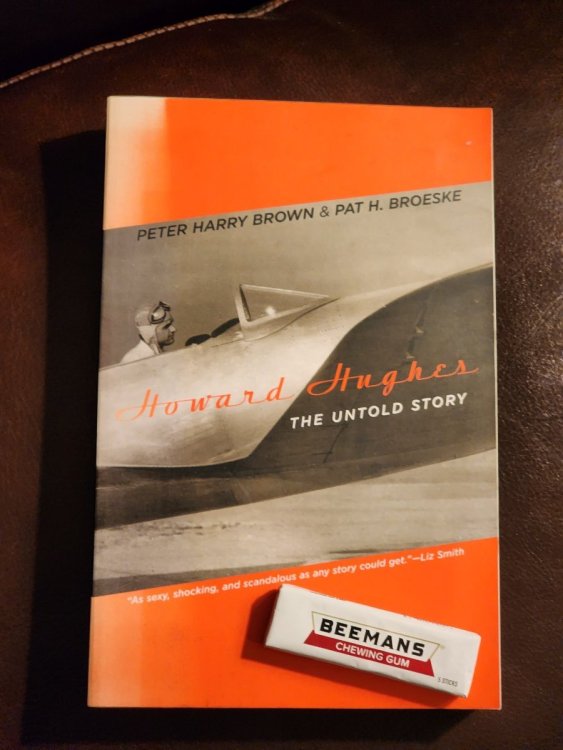 PETER HARRY BROWN & PAT H. BROESKE
Howard Hughes
THE UNTOLD STORY
"As sexy, shocking, and scandalous as any story could get."—Liz Smith
BEEMANS
CHEWING GUM
5 STICKS